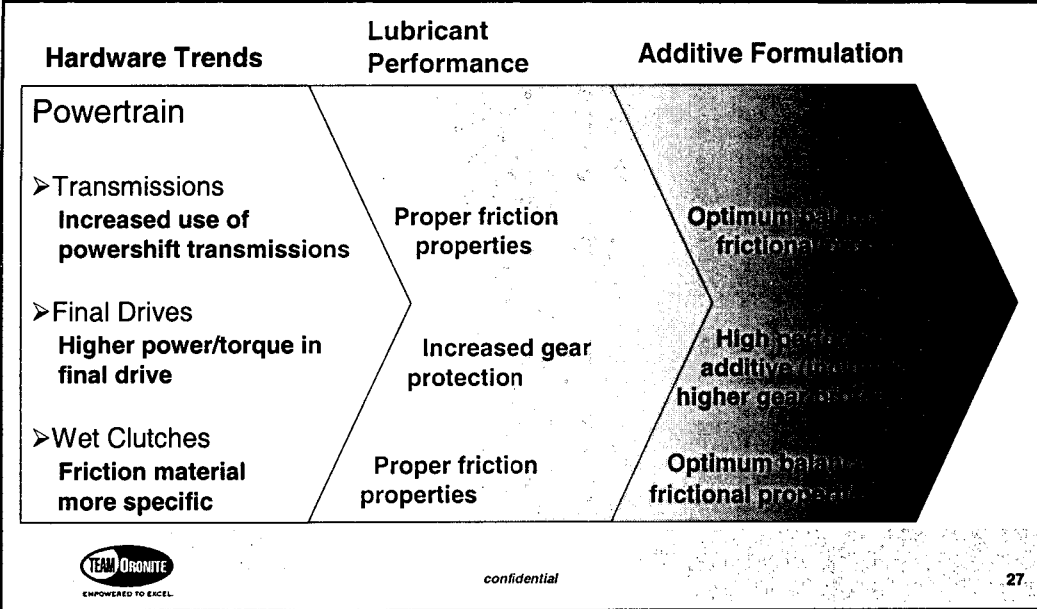 Hardware Trends
Lubricant
Performance
Additive Formulation
Powertrain
➢Transmissions
Increased use of
powershift transmissions
Proper friction
properties
Optimum
frictional
➢Final Drives
Higher power/torque in
final drive
Increased gear
protection
High
additive
higher gear
➢Wet Clutches
Friction material
more specific
Proper friction
properties
Optimum
frictional
TEAM ORONITE
EMPOWERED TO EXCEL
confidential
27